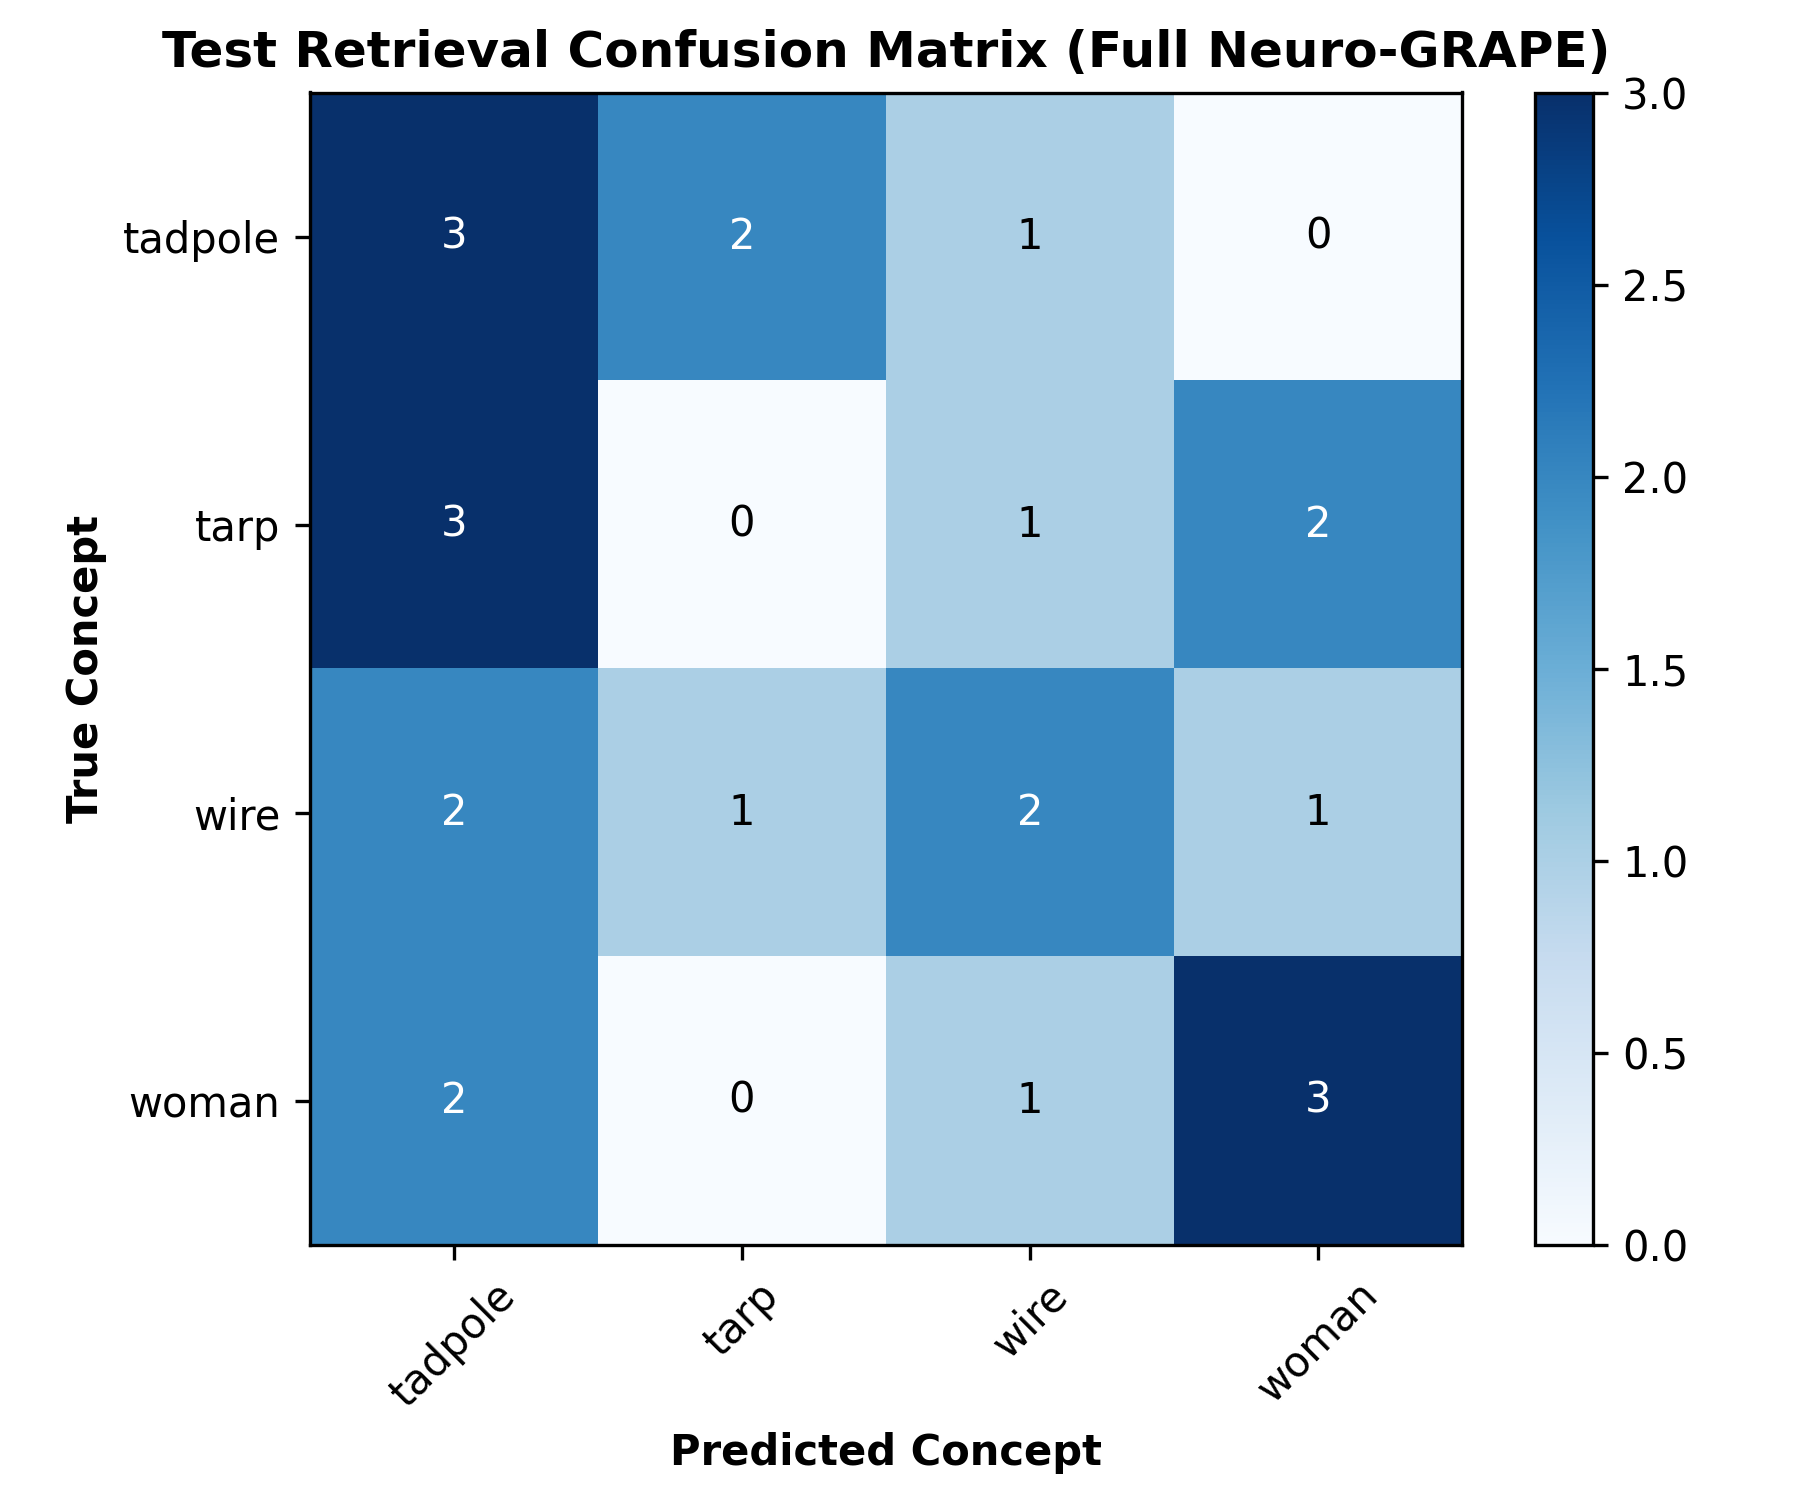 Test Retrieval Confusion Matrix (Full Neuro-GRAPE)
3.0
tadpole 3 2 1 0
2.5
tarp 3 0 1 2
2.0
True Concept
1.5
wire 2 1 2 1
1.0
0.5
woman 2 0 1 3
0.0
tadpole tarp wire woman
Predicted Concept